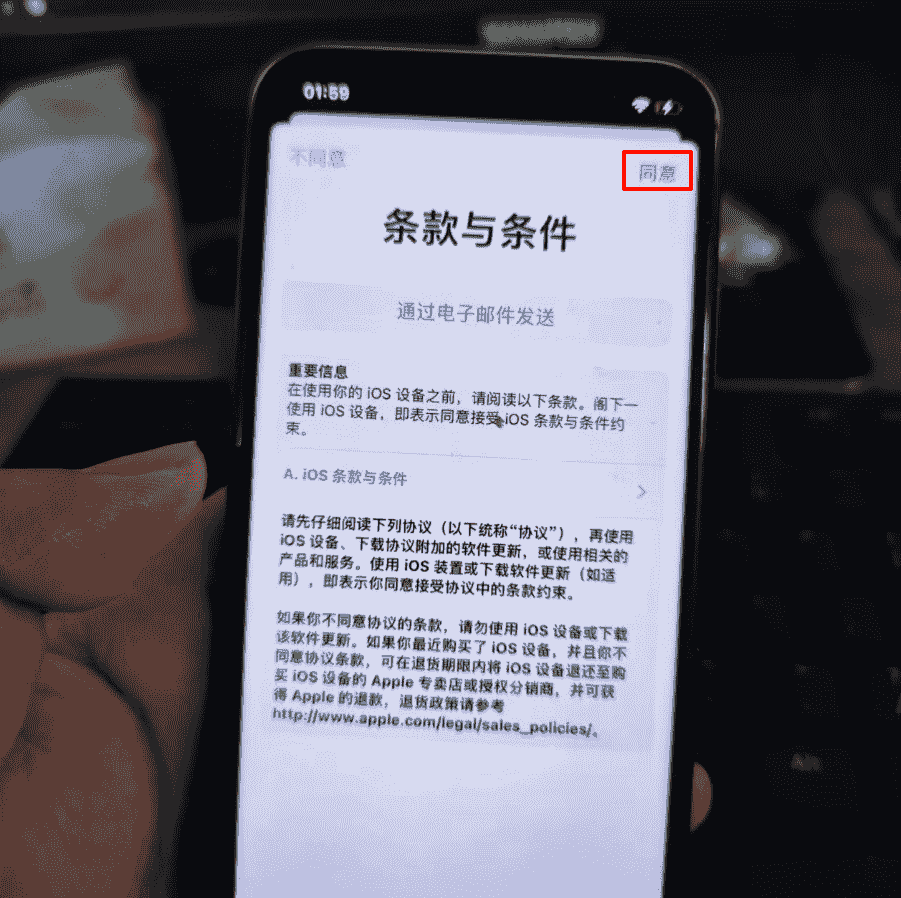 01:59
不同意
同意
条款与条件
通过电子邮件发送
重要信息
在使用你的 iOS 设备之前，请阅读以下条款。阁下一
使用 iOS 设备，即表示同意接受 iOS 条款与条件约
束。
A. iOS 条款与条件
请先仔细阅读下列协议（以下统称“协议”），再使用
iOS 设备、下载协议附加的软件更新，或使用相关的
产品和服务。使用 iOS 装置或下载软件更新（如适
用），即表示你同意接受协议中的条款约束。
如果你不同意协议的条款，请勿使用 iOS 设备或下载
该软件更新。如果你最近购买了 iOS 设备，并且你不
同意协议条款，可在退货期限内将 iOS 设备退还至购
买 iOS 设备的 Apple 专卖店或授权分销商，并可获
得 Apple 的退款，退货政策请参考
http://www.apple.com/legal/sales_policies/。